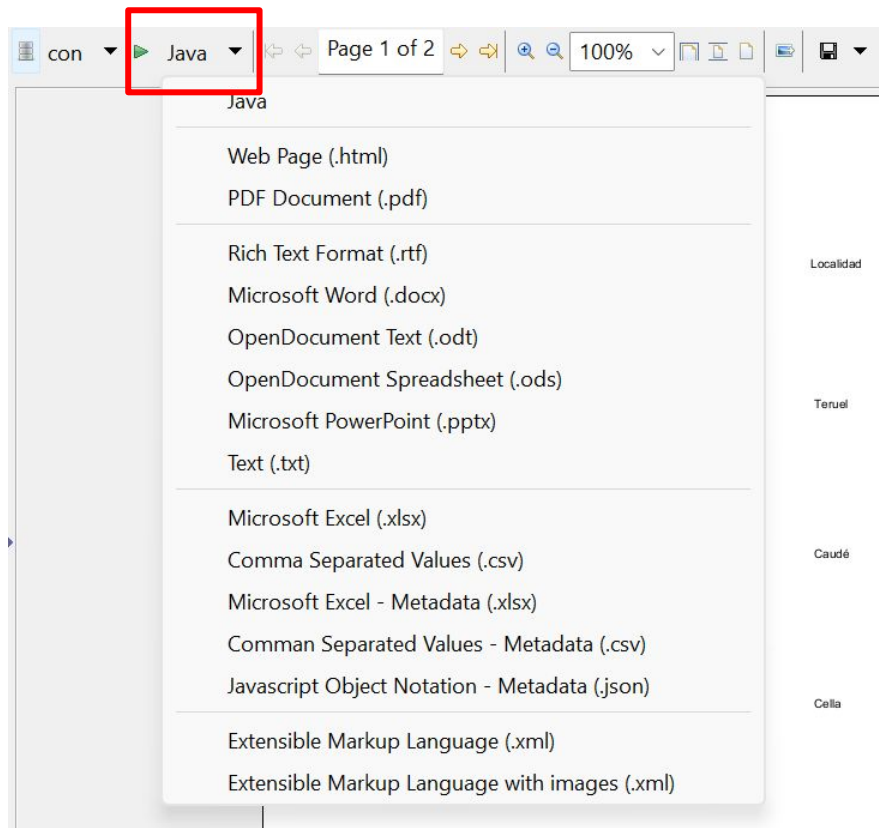 con Java Page 1 of 2 100%
Java
Web Page (.html)
PDF Document (.pdf)
Rich Text Format (.rtf)
Microsoft Word (.docx)
OpenDocument Text (.odt)
OpenDocument Spreadsheet (.ods)
Microsoft PowerPoint (.pptx)
Text (.txt)
Microsoft Excel (.xlsx)
Comma Separated Values (.csv)
Microsoft Excel - Metadata (.xlsx)
Comman Separated Values - Metadata (.csv)
Javascript Object Notation - Metadata (.json)
Extensible Markup Language (.xml)
Extensible Markup Language with images (.xml)
Localidad
Teruel
Caudé
Cella